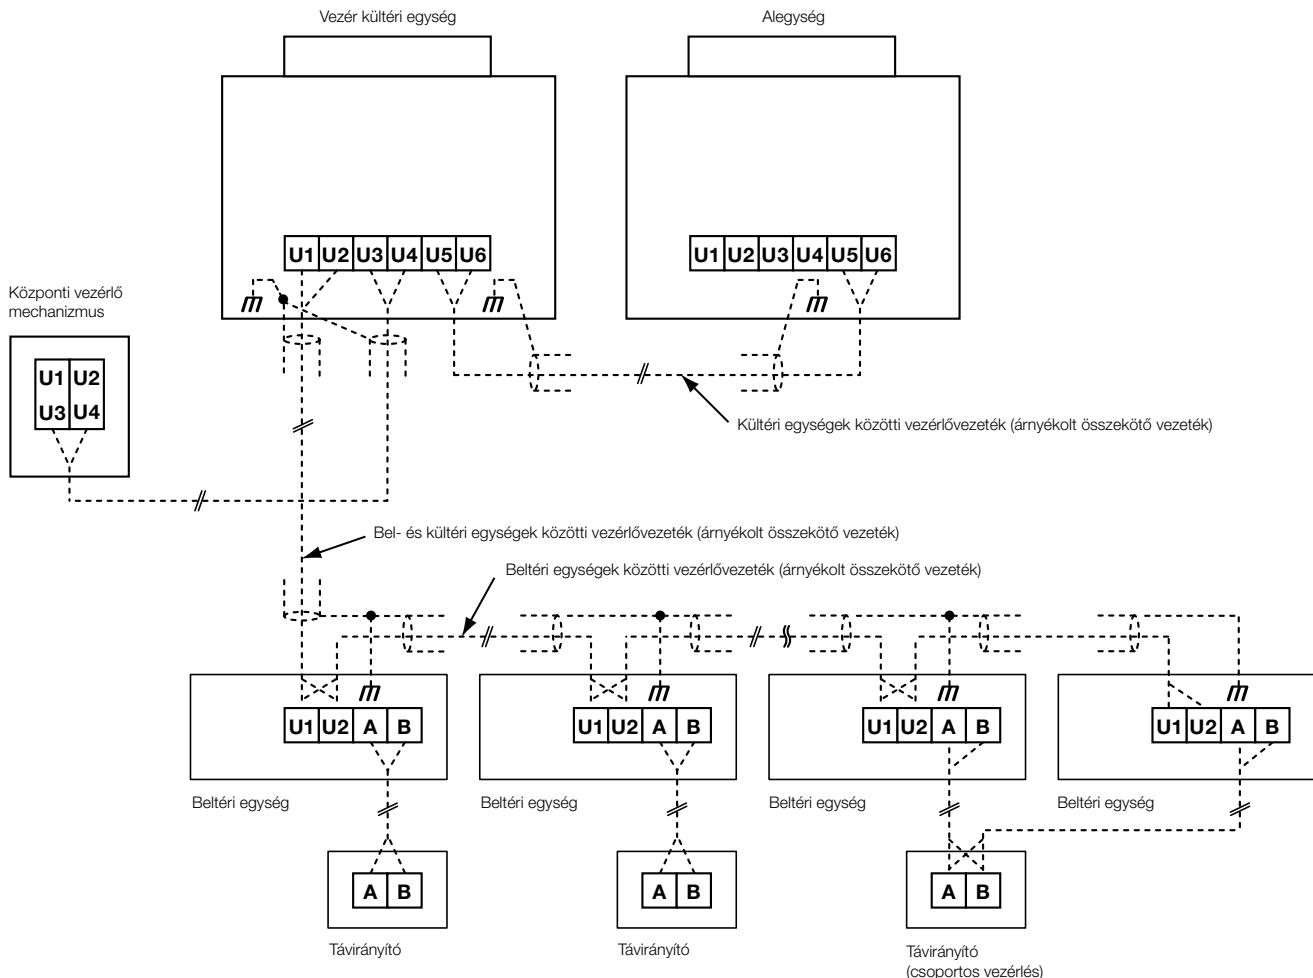 Vezér kültéri egység
Alegység
U1 U2 U3 U4 U5 U6
U1 U2 U3 U4 U5 U6
Központi vezérlő
mechanizmus
U1 U2
U3 U4
Kültéri egységek közötti vezérlővezeték (árnyékolt összekötő vezeték)
Bel- és kültéri egységek közötti vezérlővezeték (árnyékolt összekötő vezeték)
Beltéri egységek közötti vezérlővezeték (árnyékolt összekötő vezeték)
U1 U2 A B
U1 U2 A B
U1 U2 A B
U1 U2 A B
Beltéri egység
Beltéri egység
Beltéri egység
Beltéri egység
A B
A B
A B
Távirányító
Távirányító
Távirányító
(csoportos vezérlés)